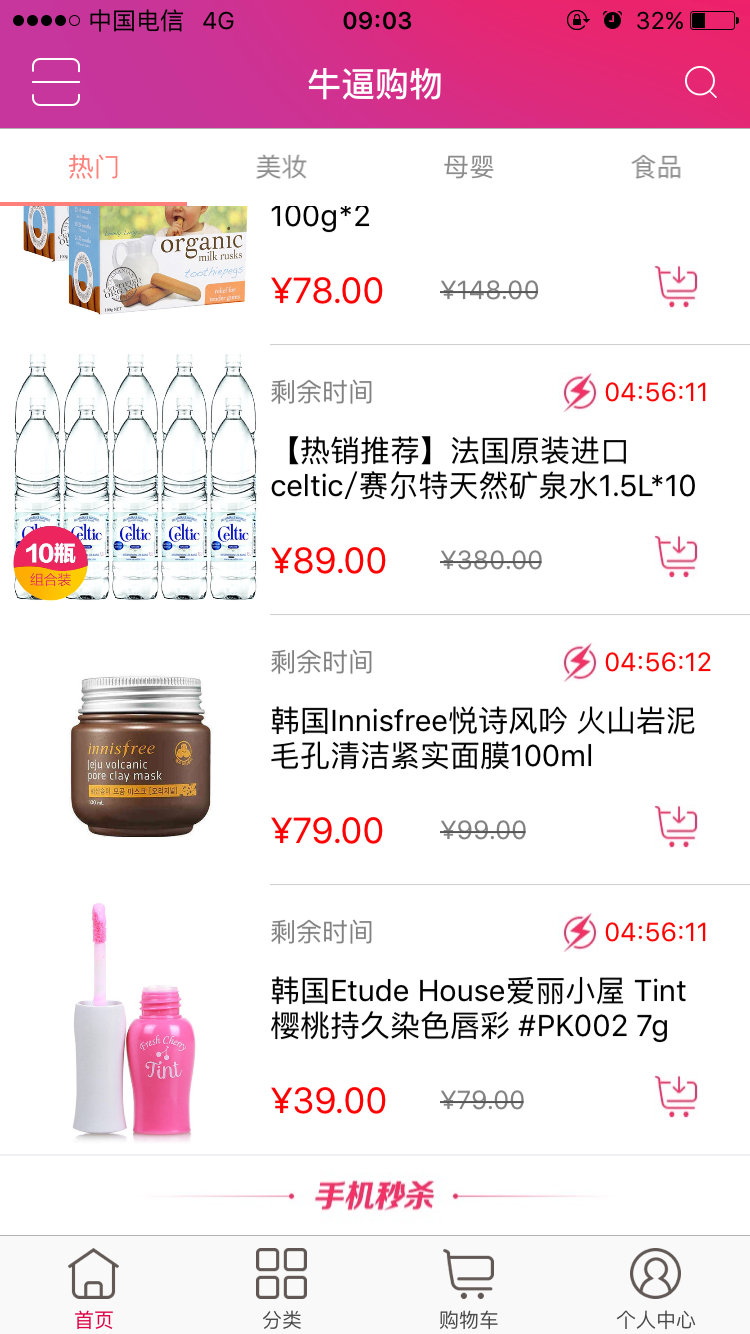 中国电信 4G 09:03 32%
牛逼购物
热门 美妆 母婴 食品
100g*2
organic
milk rusks
toothiepegs
relief for
tender gums
¥78.00 ¥148.00
剩余时间 04:56:11
【热销推荐】法国原装进口
celtic/赛尔特天然矿泉水1.5L*10
Celtic Celtic Celtic Celtic
10瓶
组合装
¥89.00 ¥380.00
剩余时间 04:56:12
韩国Innisfree悦诗风吟 火山岩泥
毛孔清洁紧实面膜100ml
innisfree
jeju volcanic
pore clay mask
¥79.00 ¥99.00
剩余时间 04:56:11
韩国Etude House爱丽小屋 Tint
樱桃持久染色唇彩 #PK002 7g
Fresh Cherry
Tint
¥39.00 ¥79.00
手机秒杀
首页 分类 购物车 个人中心